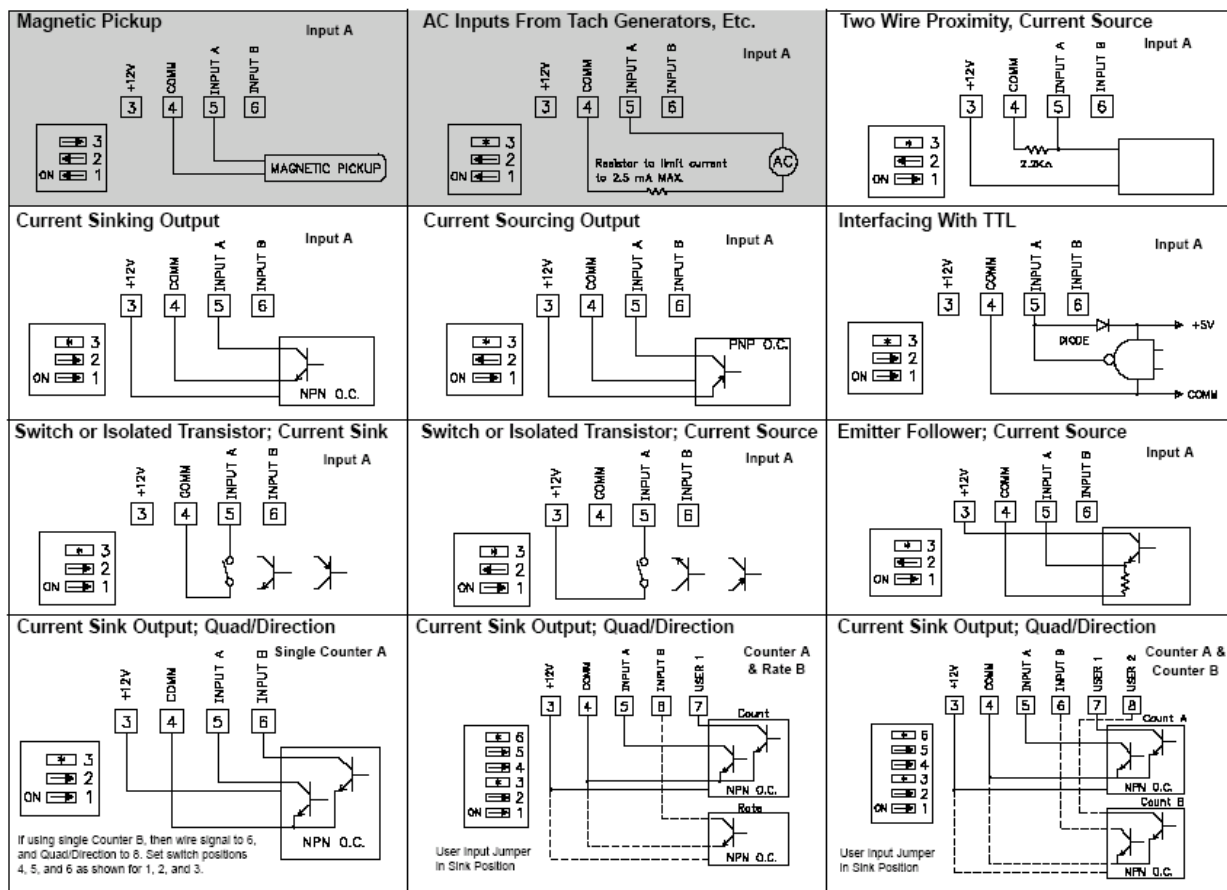 Magnetic Pickup
Input A
+12V
COMM
INPUT A
INPUT B
3 4 5 6
3
2
ON 1
MAGNETIC PICKUP
AC Inputs From Tach Generators, Etc.
Input A
+12V
COMM
INPUT A
INPUT B
3 4 5 6
* 3
2
ON 1
Resistor to limit current
to 2.5 mA MAX.
AC
Two Wire Proximity, Current Source
Input A
+12V
COMM
INPUT A
INPUT B
3 4 5 6
* 3
2
ON 1
2.2KΩ
Current Sinking Output
Input A
+12V
COMM
INPUT A
INPUT B
3 4 5 6
* 3
2
ON 1
NPN O.C.
Current Sourcing Output
Input A
+12V
COMM
INPUT A
INPUT B
3 4 5 6
* 3
2
ON 1
PNP O.C.
Interfacing With TTL
Input A
+12V
COMM
INPUT A
INPUT B
3 4 5 6
* 3
2
ON 1
DIODE
+5V
COMM
Switch or Isolated Transistor; Current Sink
Input A
+12V
COMM
INPUT A
INPUT B
3 4 5 6
* 3
2
ON 1
Switch or Isolated Transistor; Current Source
Input A
+12V
COMM
INPUT A
INPUT B
3 4 5 6
* 3
2
ON 1
Emitter Follower; Current Source
Input A
+12V
COMM
INPUT A
INPUT B
3 4 5 6
* 3
2
ON 1
Current Sink Output; Quad/Direction
Single Counter A
+12V
COMM
INPUT A
INPUT B
3 4 5 6
* 3
2
ON 1
NPN O.C.
If using single Counter B, then wire signal to 6,
and Quad/Direction to 8. Set switch positions
4, 5, and 6 as shown for 1, 2, and 3.
Current Sink Output; Quad/Direction
Counter A
& Rate B
+12V
COMM
INPUT A
INPUT B
USER 1
3 4 5 6 7
Count
* 6
5
4
* 3
2
ON 1
NPN O.C.
Rate
NPN O.C.
User Input Jumper
in Sink Position
Current Sink Output; Quad/Direction
Counter A &
Counter B
+12V
COMM
INPUT A
INPUT B
USER 1
USER 2
3 4 5 6 7 8
Count A
* 6
5
4
* 3
2
ON 1
NPN O.C.
Count B
NPN O.C.
User Input Jumper
in Sink Position